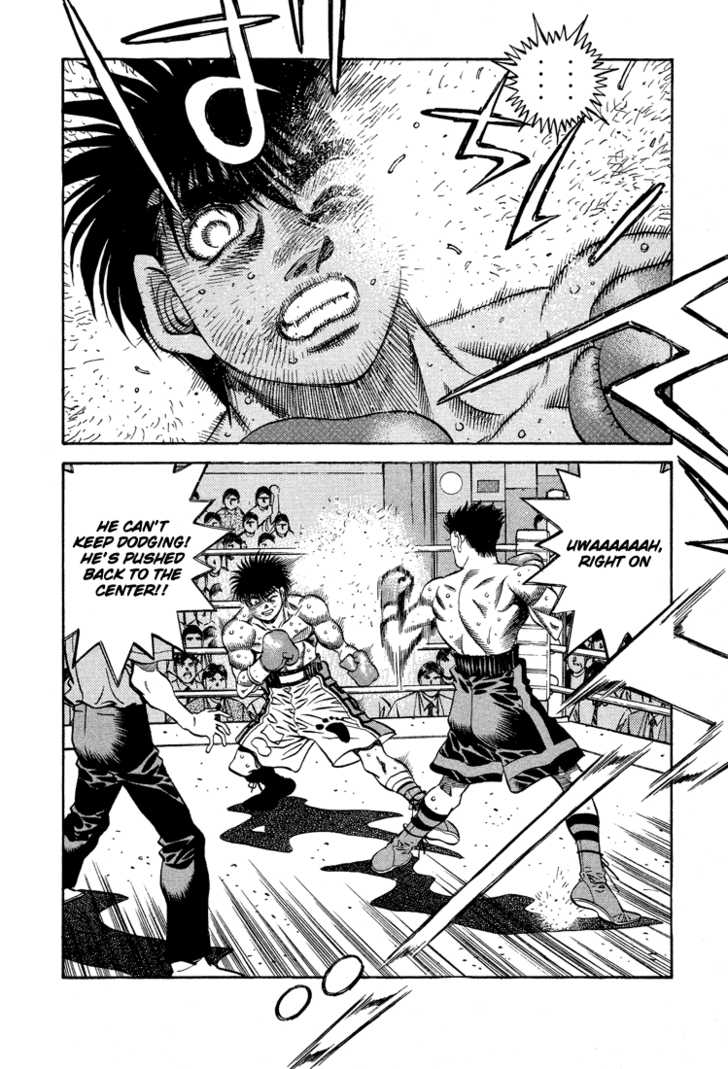 ::
UWAAAAAAH,
RIGHT ON
HE CAN'T
KEEP DODGING!
HE'S PUSHED
BACK TO THE
CENTER!!